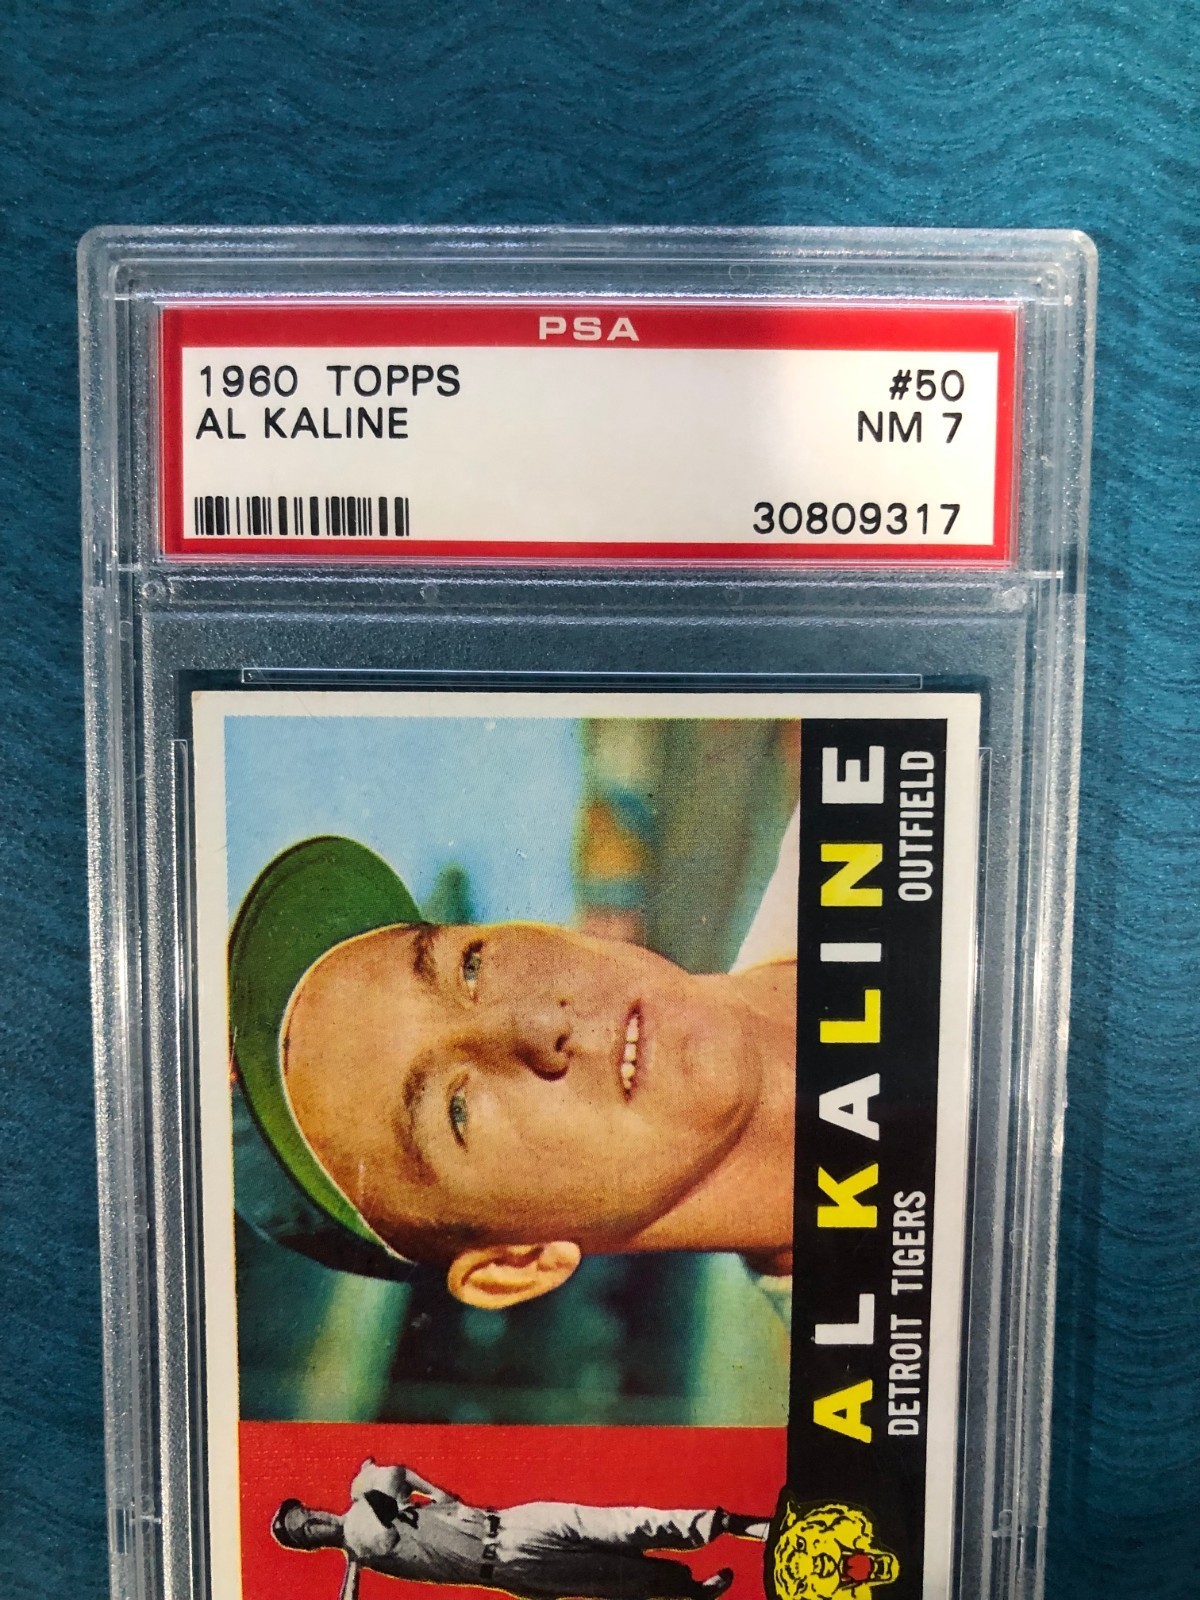 PSA
1960 TOPPS
#50
AL KALINE
NM 7
30809317
AL KALINE
DETROIT TIGERS
OUTFIELD